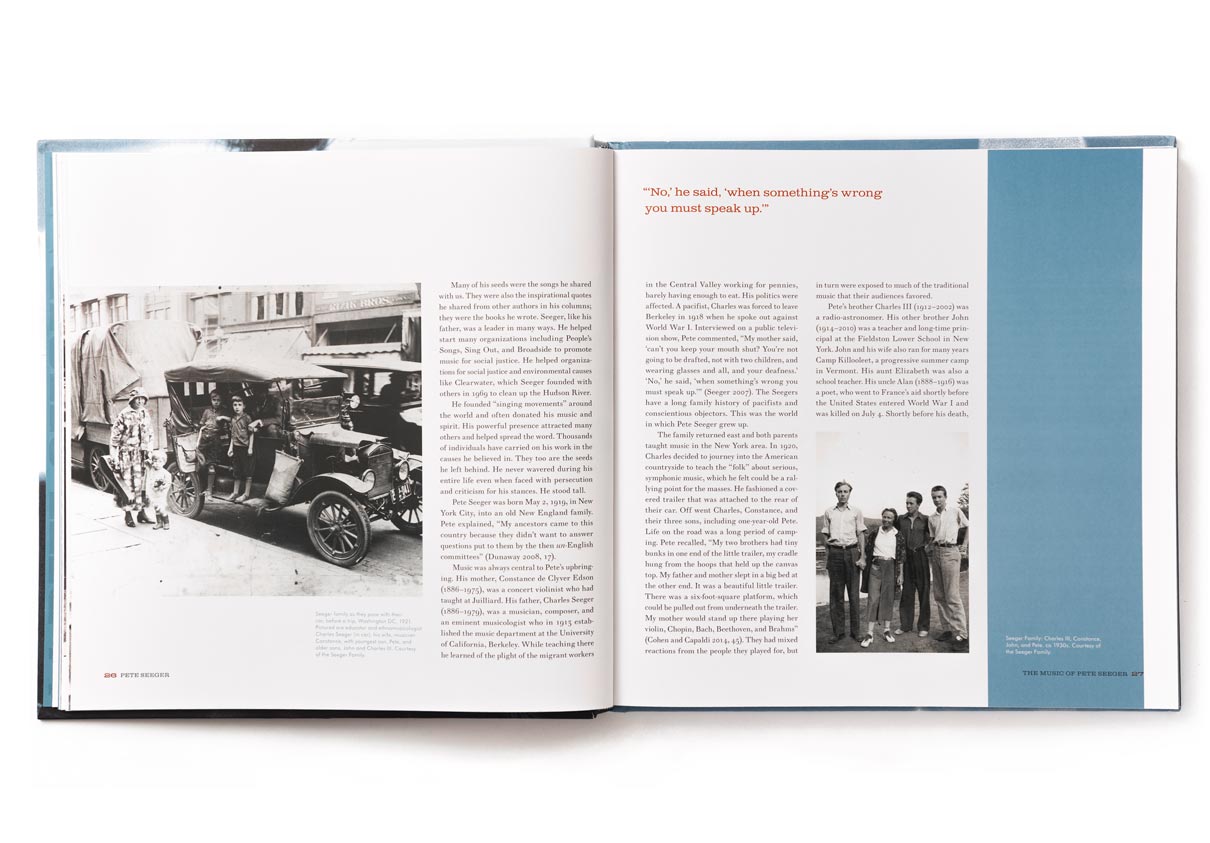 Many of his seeds were the songs he shared
with us. They were also the inspirational quotes
he shared from other authors in his columns;
they were the books he wrote. Seeger, like his
father, was a leader in many ways. He helped
start many organizations including People's
Songs, Sing Out, and Broadside to promote
music for social justice. He helped organiza-
tions for social justice and environmental causes
like Clearwater, which Seeger founded with
others in 1969 to clean up the Hudson River.
He founded “singing movements” around
the world and often donated his music and
spirit. His powerful presence attracted many
others and helped spread the word. Thousands
of individuals have carried on his work in the
causes he believed in. They too are the seeds
he left behind. He never wavered during his
entire life even when faced with persecution
and criticism for his stances. He stood tall.
Pete Seeger was born May 2, 1919, in New
York City, into an old New England family.
Pete explained, “My ancestors came to this
country because they didn't want to answer
questions put to them by the then un-English
committees” (Dunaway 2008, 17).
Music was always central to Pete's upbring-
ing. His mother, Constance de Clyver Edson
(1886–1975), was a concert violinist who had
taught at Juilliard. His father, Charles Seeger
(1886–1979), was a musician, composer, and
an eminent musicologist who in 1913 estab-
lished the music department at the University
of California, Berkeley. While teaching there
he learned of the plight of the migrant workers
Seeger family as they pose with their
car, before a trip, Washington DC, 1921.
Pictured are educator and ethnomusicologist
Charles Seeger (in car), his wife, musician
Constance, with youngest son, Pete, and
older sons, John and Charles III. Courtesy
of the Seeger Family.
26 PETE SEEGER
“‘No,’ he said, ‘when something's wrong
you must speak up.’”
in the Central Valley working for pennies,
barely having enough to eat. His politics were
affected. A pacifist, Charles was forced to leave
Berkeley in 1918 when he spoke out against
World War I. Interviewed on a public televi-
sion show, Pete commented, “My mother said,
‘can't you keep your mouth shut? You're not
going to be drafted, not with two children, and
wearing glasses and all, and your deafness.’
‘No,’ he said, ‘when something's wrong you
must speak up.’” (Seeger 2007). The Seegers
have a long family history of pacifists and
conscientious objectors. This was the world
in which Pete Seeger grew up.
The family returned east and both parents
taught music in the New York area. In 1920,
Charles decided to journey into the American
countryside to teach the “folk” about serious,
symphonic music, which he felt could be a ral-
lying point for the masses. He fashioned a cov-
ered trailer that was attached to the rear of
their car. Off went Charles, Constance, and
their three sons, including one-year-old Pete.
Life on the road was a long period of camp-
ing. Pete recalled, “My two brothers had tiny
bunks in one end of the little trailer, my cradle
hung from the hoops that held up the canvas
top. My father and mother slept in a big bed at
the other end. It was a beautiful little trailer.
There was a six-foot-square platform, which
could be pulled out from underneath the trailer.
My mother would stand up there playing her
violin, Chopin, Bach, Beethoven, and Brahms”
(Cohen and Capaldi 2014, 45). They had mixed
reactions from the people they played for, but
in turn were exposed to much of the traditional
music that their audiences favored.
Pete's brother Charles III (1912–2002) was
a radio-astronomer. His other brother John
(1914–2010) was a teacher and long-time prin-
cipal at the Fieldston Lower School in New
York. John and his wife also ran for many years
Camp Killooleet, a progressive summer camp
in Vermont. His aunt Elizabeth was also a
school teacher. His uncle Alan (1888–1916) was
a poet, who went to France's aid shortly before
the United States entered World War I and
was killed on July 4. Shortly before his death,
Seeger Family: Charles III, Constance,
John, and Pete. ca 1930s. Courtesy of
the Seeger Family.
THE MUSIC OF PETE SEEGER 27